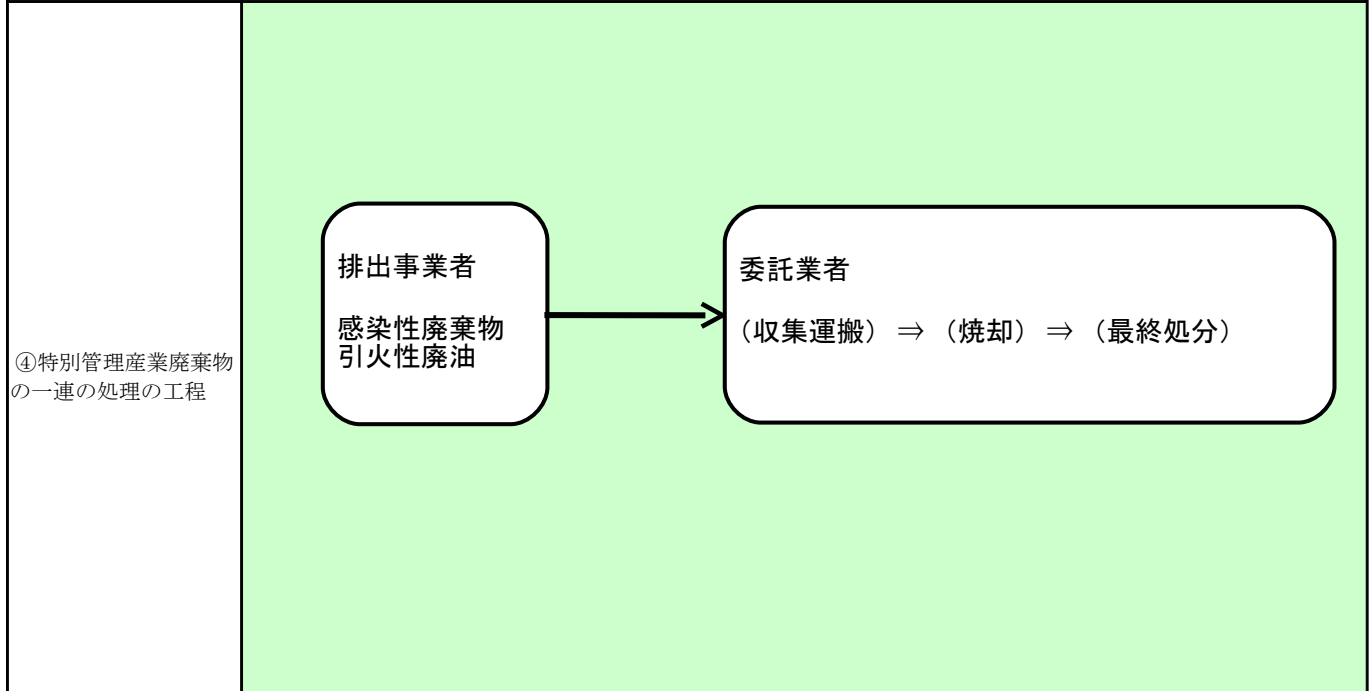 ④特別管理産業廃棄物
の一連の処理の工程
排出事業者
感染性廃棄物
引火性廃油
委託業者
（収集運搬）⇒（焼却）⇒（最終処分）